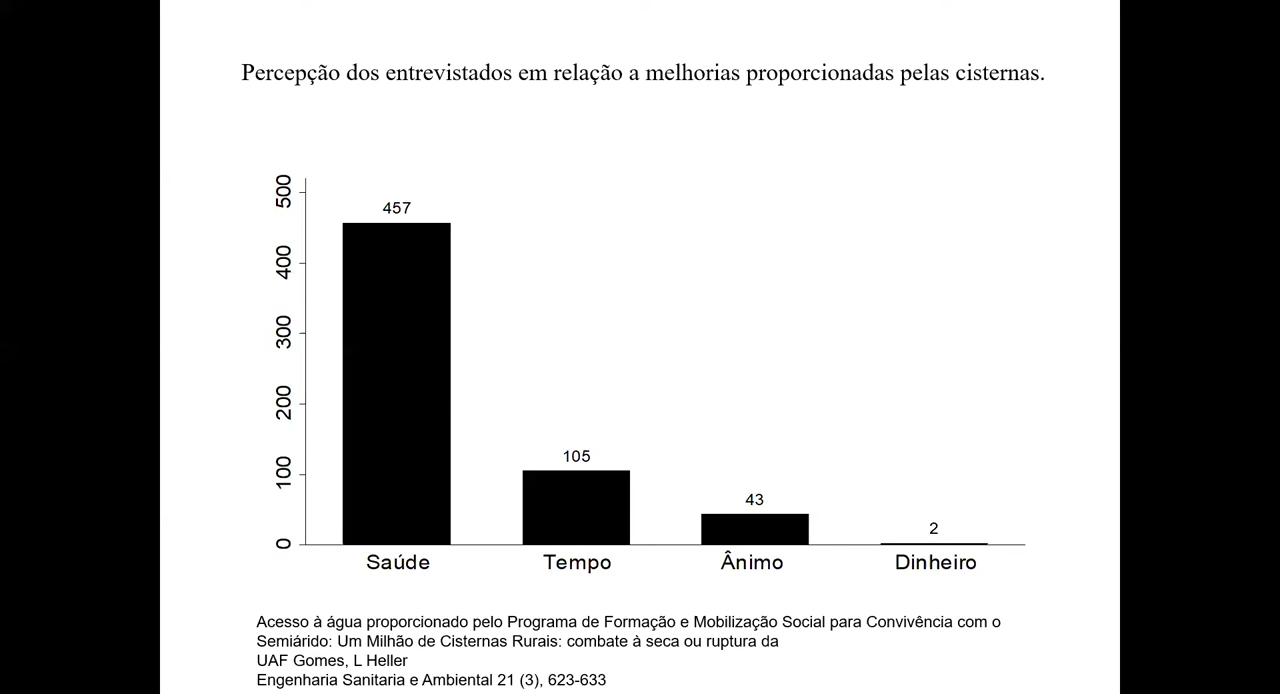 Percepção dos entrevistados em relação a melhorias proporcionadas pelas cisternas.
500
400
300
200
100
0
457
105
43
2
Saúde
Tempo
Ânimo
Dinheiro
Acesso à água proporcionado pelo Programa de Formação e Mobilização Social para Convivência com o
Semiárido: Um Milhão de Cisternas Rurais: combate à seca ou ruptura da
UAF Gomes, L Heller
Engenharia Sanitaria e Ambiental 21 (3), 623-633